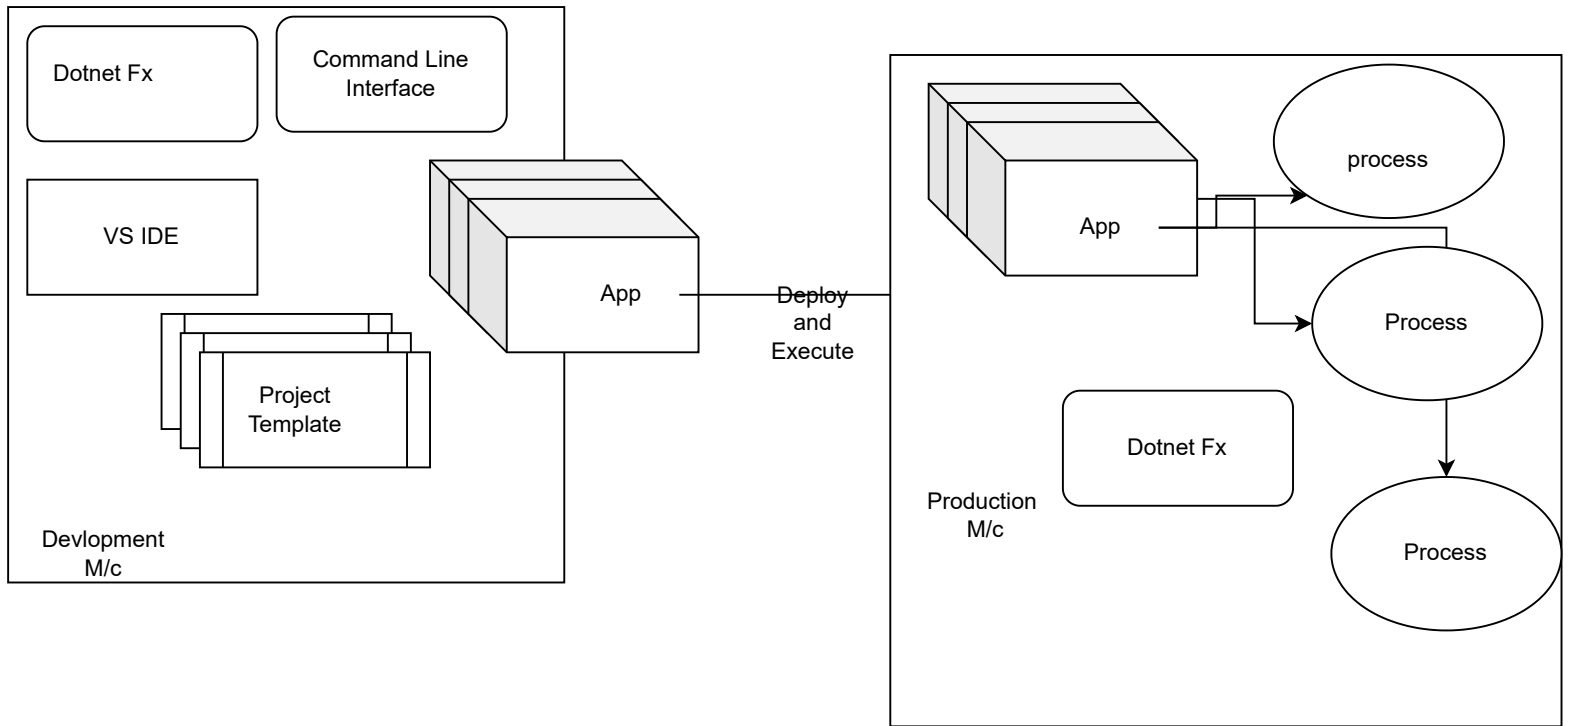 Dotnet Fx
Command Line
Interface
VS IDE
App
Project
Template
Devlopment
M/c
Deploy
and
Execute
App
process
Process
Dotnet Fx
Production
M/c
Process